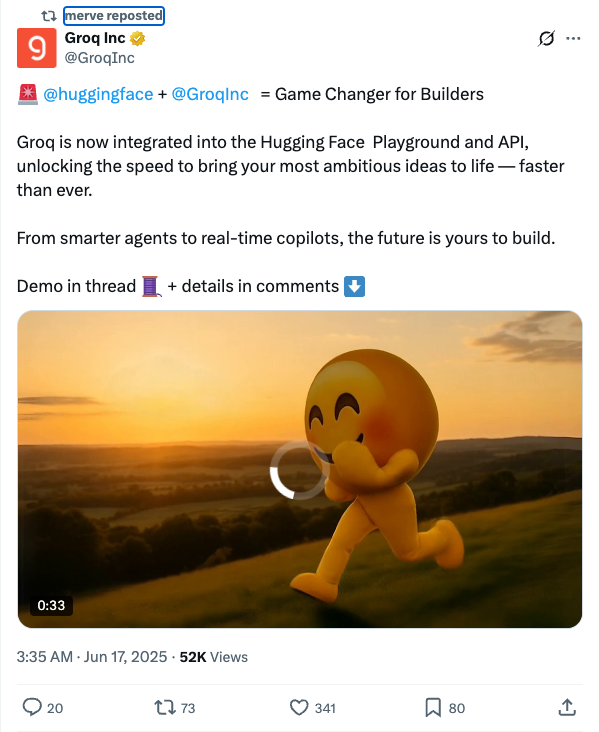 merve reposted
Groq Inc
@GroqInc
🚨 @huggingface + @GroqInc = Game Changer for Builders
Groq is now integrated into the Hugging Face Playground and API,
unlocking the speed to bring your most ambitious ideas to life — faster
than ever.
From smarter agents to real-time copilots, the future is yours to build.
Demo in thread 🧵 + details in comments ⬇️
0:33
3:35 AM · Jun 17, 2025 · 52K Views
20 73 341 80